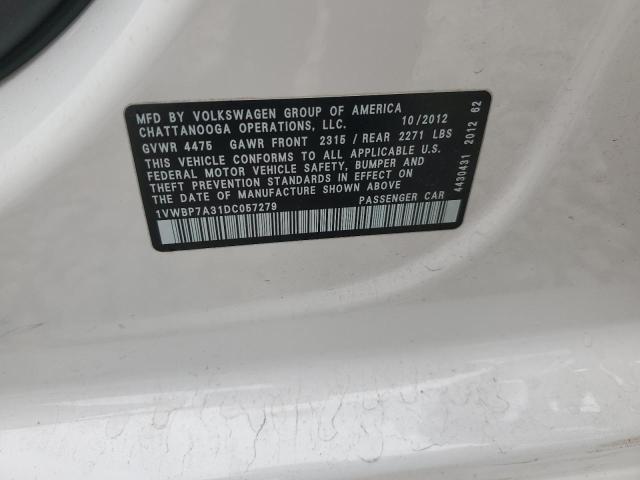 MFD BY VOLKSWAGEN GROUP OF AMERICA
CHATTANOOGA OPERATIONS, LLC. 10/2012
GVWR 4475 GAWR FRONT 2315 / REAR 2271 LBS
THIS VEHICLE CONFORMS TO ALL APPLICABLE U.S.
FEDERAL MOTOR VEHICLE SAFETY, BUMPER AND
THEFT PREVENTION STANDARDS IN EFFECT ON
THE DATE OF MANUFACTURE SHOWN ABOVE
1VWBP7A31DC057279 PASSENGER CAR
4430431 2012 62